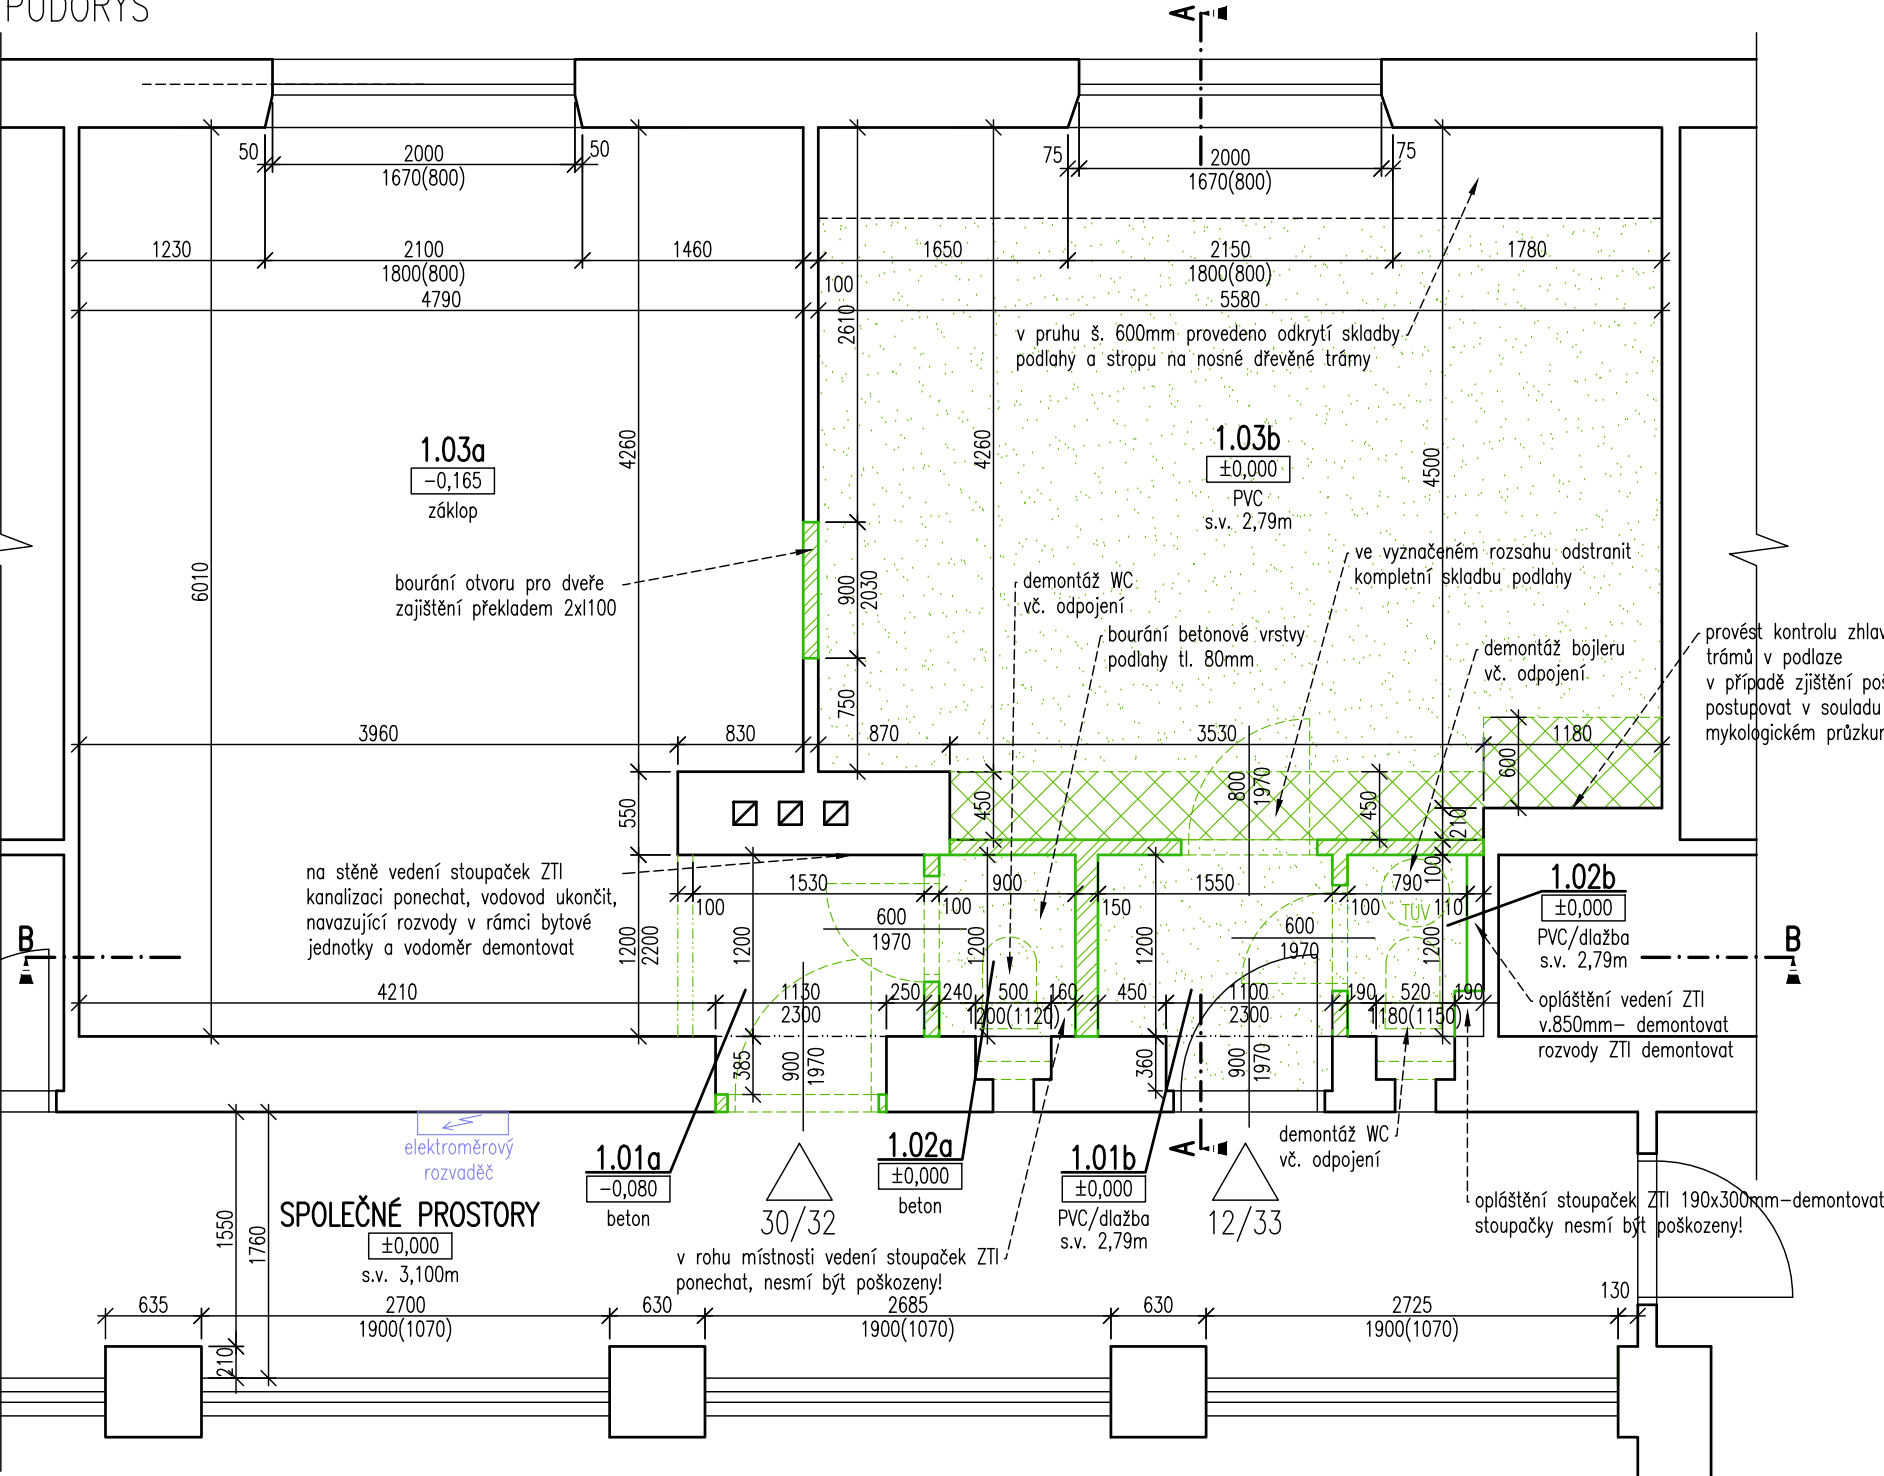 PŮDORYS
A
50
2000
1670(800)
50
75
2000
1670(800)
75
1230
2100
1800(800)
1460
1650
2150
1800(800)
1780
4790
100
5580
2610
v pruhu š. 600mm provedeno odkrytí skladby
podlahy a stropu na nosné dřevěné trámy
1.03a
-0,165
záklop
4260
4260
1.03b
±0,000
PVC
s.v. 2,79m
4500
6010
bourání otvoru pro dveře
zajištění překladem 2xI100
900
2030
demontáž WC
vč. odpojení
ve vyznačeném rozsahu odstranit
kompletní skladbu podlahy
bourání betonové vrstvy
podlahy tl. 80mm
demontáž bojleru
vč. odpojení
provést kontrolu zhlav
trámů v podlaze
v případě zjištění poš
postupovat v souladu
mykologickém průzkum
750
3960
830
870
3530
1180
600
550
450
800
1970
450
210
na stěně vedení stoupaček ZTI
kanalizaci ponechat, vodovod ukončit,
navazující rozvody v rámci bytové
jednotky a vodoměr demontovat
1530
100
900
100
150
1550
100
790
110
100
TUV
1.02b
±0,000
PVC/dlažba
s.v. 2,79m
600
1970
600
1970
1200
2200
1200
1200
1200
B
B
4210
1130
2300
250
240
500
1200(1120)
160
450
1100
2300
190
520
1180(1150)
190
opláštění vedení ZTI
v.850mm- demontovat
rozvody ZTI demontovat
385
900
1970
360
900
1970
elektroměrový
rozvaděč
1.01a
-0,080
beton
1.02a
±0,000
beton
1.01b
±0,000
PVC/dlažba
s.v. 2,79m
A
demontáž WC
vč. odpojení
30/32
12/33
opláštění stoupaček ZTI 190x300mm-demontovat
stoupačky nesmí být poškozeny!
SPOLEČNÉ PROSTORY
±0,000
s.v. 3,100m
1550
1760
v rohu místnosti vedení stoupaček ZTI
ponechat, nesmí být poškozeny!
635
2700
1900(1070)
630
2685
1900(1070)
630
2725
1900(1070)
130
210